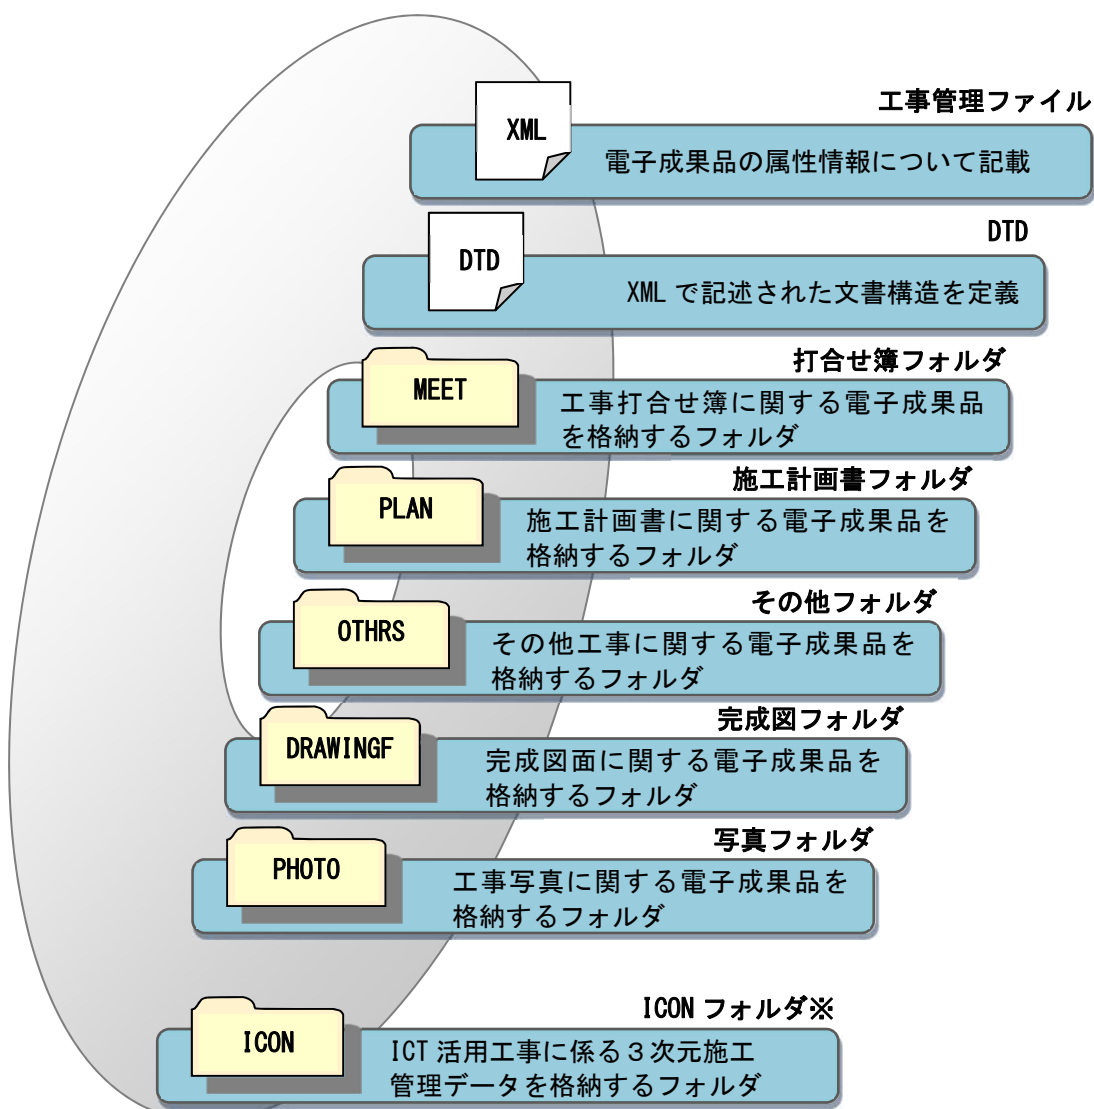 工事管理ファイル
XML
電子成果品の属性情報について記載
DTD
DTD
XMLで記述された文書構造を定義
打合せ簿フォルダ
MEET
工事打合せ簿に関する電子成果品
を格納するフォルダ
施工計画書フォルダ
PLAN
施工計画書に関する電子成果品を
格納するフォルダ
その他フォルダ
OTHRS
その他工事に関する電子成果品を
格納するフォルダ
完成図フォルダ
DRAWINGF
完成図面に関する電子成果品を
格納するフォルダ
写真フォルダ
PHOTO
工事写真に関する電子成果品を
格納するフォルダ
ICONフォルダ※
ICON
ICT活用工事に係る３次元施工
管理データを格納するフォルダ